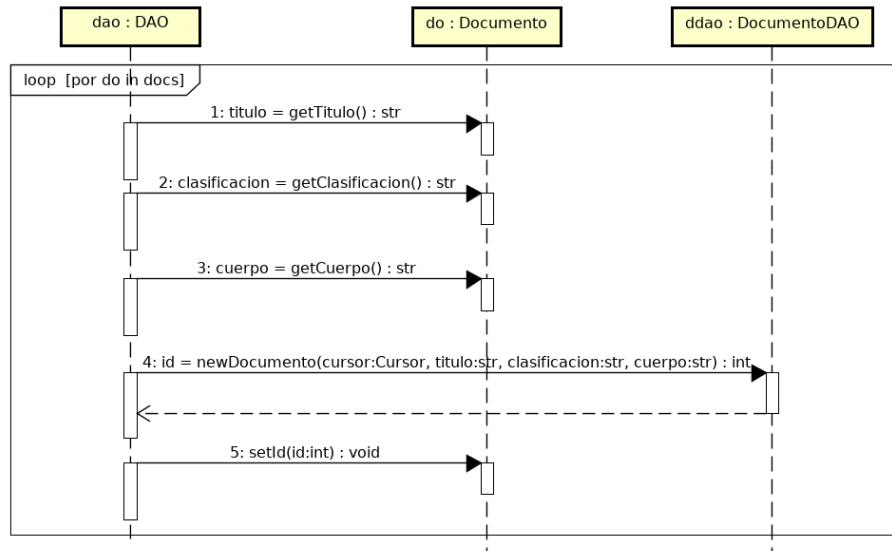 dao : DAO
do : Documento
ddao : DocumentoDAO
loop [por do in docs]
1: titulo = getTitulo() : str
2: clasificacion = getClasificacion() : str
3: cuerpo = getCuerpo() : str
4: id = newDocumento(cursor:Cursor, titulo:str, clasificacion:str, cuerpo:str) : int
5: setId(id:int) : void